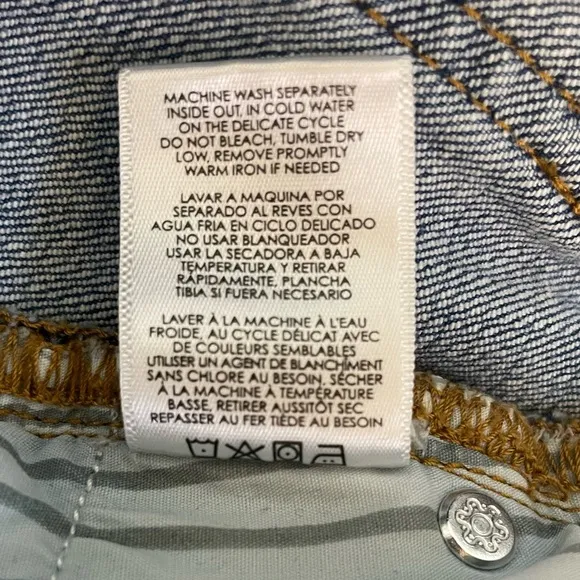 MACHINE WASH SEPARATELY
INSIDE OUT, IN COLD WATER
ON THE DELICATE CYCLE
DO NOT BLEACH, TUMBLE DRY
LOW, REMOVE PROMPTLY
WARM IRON IF NEEDED
LAVAR A MAQUINA POR
SEPARADO AL REVES CON
AGUA FRIA EN CICLO DELICADO
NO USAR BLANQUEADOR
USAR LA SECADORA A BAJA
TEMPERATURA Y RETIRAR
RÁPIDAMENTE, PLANCHA
TIBIA SI FUERA NECESARIO
LAVER À LA MACHINE À L'EAU
FROIDE, AU CYCLE DÉLICAT AVEC
DE COULEURS SEMBLABLES
UTILISER UN AGENT DE BLANCHIMENT
SANS CHLORE AU BESOIN, SÉCHER
À LA MACHINE À TEMPÉRATURE
BASSE, RETIRER AUSSITÔT SEC
REPASSER AU FER TIÈDE AU BESOIN